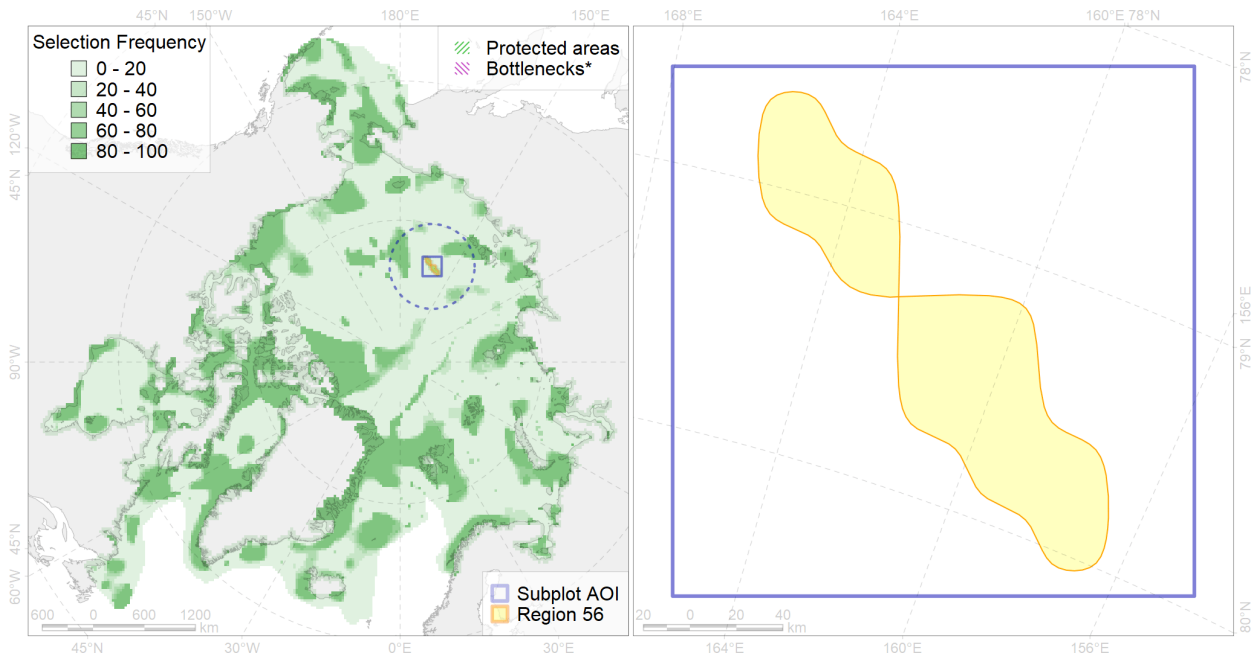 45°N 150°W 180°E 150°E 168°E 164°E 160°E 78°N
Selection Frequency
0 - 20
20 - 40
40 - 60
60 - 80
80 - 100
Protected areas
Bottlenecks*
78°N
120°W
45°N
156°E
79°N
90°W
45°N
60°W
80°N
Subplot AOI
Region 56
600 0 600 1200
km
20 0 20 40
km
45°N 30°W 0°E 30°E 164°E 160°E 156°E